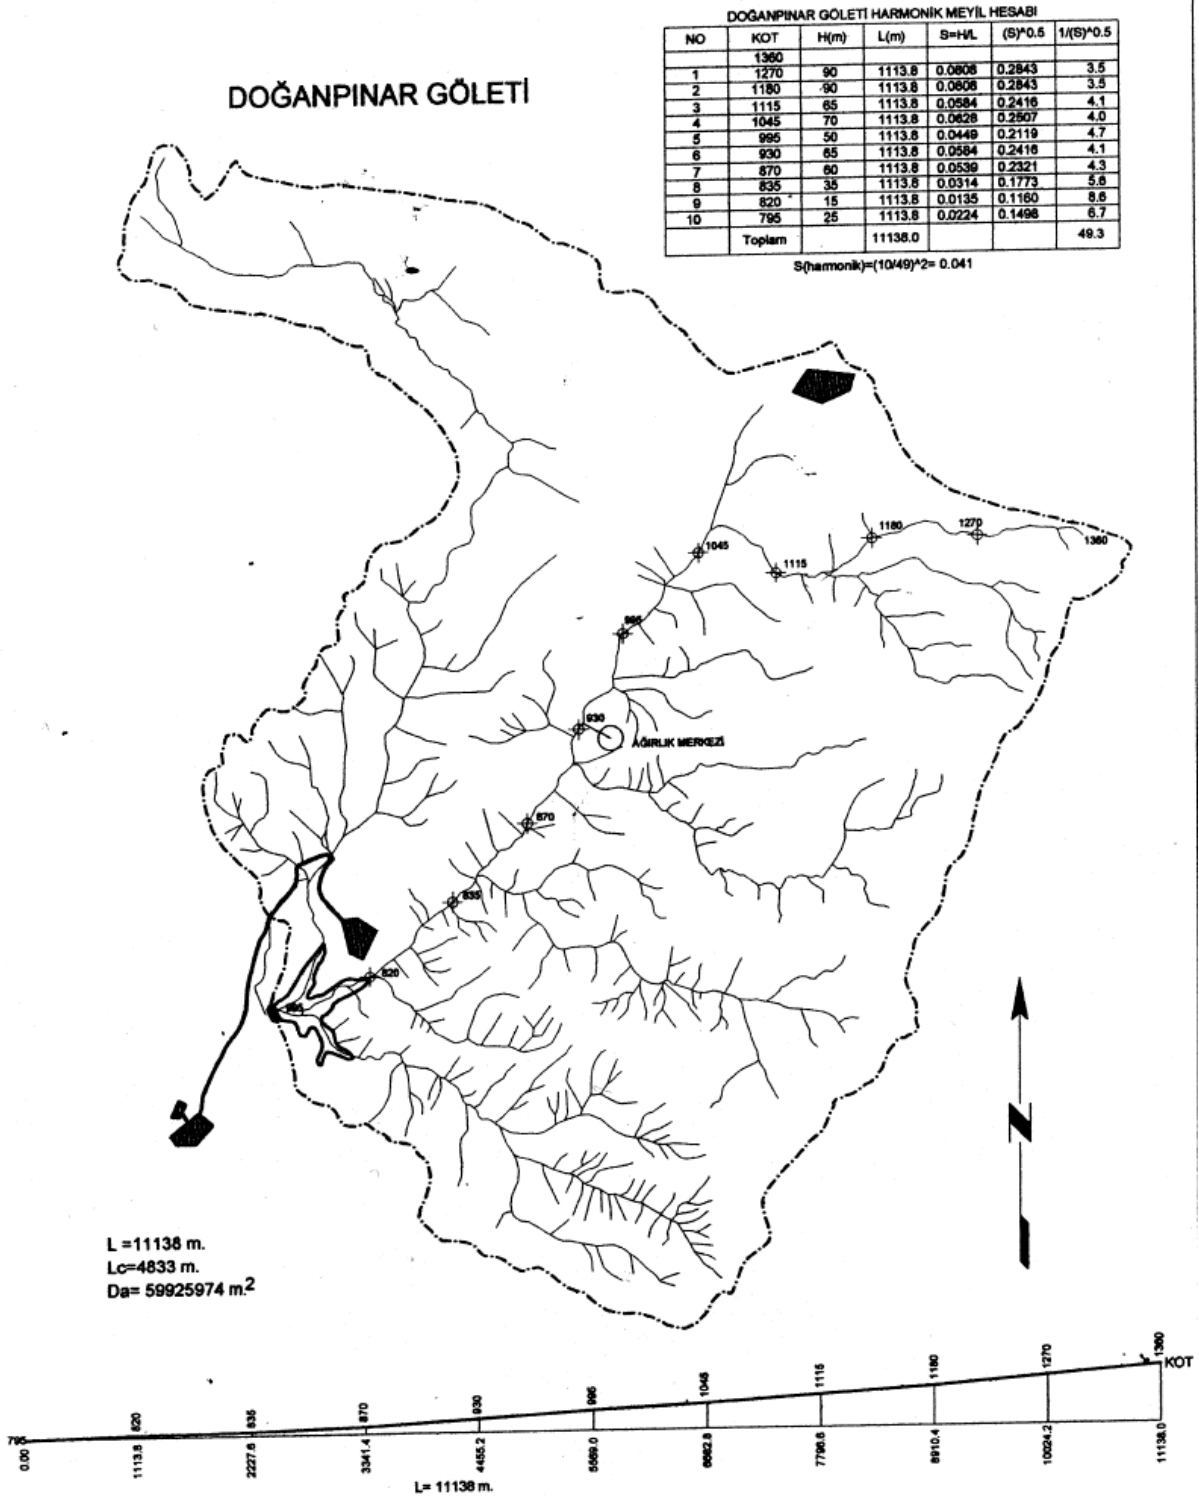 DOĞANPINAR GÖLETİ HARMONİK MEYİL HESABI
NO KOT H(m) L(m) S=H/L (S)^0.5 1/(S)^0.5
1360
1 1270 90 1113.8 0.0808 0.2843 3.5
2 1180 90 1113.8 0.0808 0.2843 3.5
3 1115 65 1113.8 0.0584 0.2416 4.1
4 1045 70 1113.8 0.0628 0.2507 4.0
5 995 50 1113.8 0.0449 0.2119 4.7
6 930 65 1113.8 0.0584 0.2416 4.1
7 870 60 1113.8 0.0539 0.2321 4.3
8 835 35 1113.8 0.0314 0.1773 5.6
9 820 15 1113.8 0.0135 0.1160 8.6
10 795 25 1113.8 0.0224 0.1498 6.7
Toplam 11138.0 49.3
S(harmonik)=(10/49)^2= 0.041
DOĞANPINAR GÖLETİ
1180
1270
1360
1045
1115
995
930
AĞIRLIK MERKEZİ
870
835
820
795
N
L =11138 m.
Lc=4833 m.
Da= 59925974 m.2
795 820 835 870 930 995 1045 1115 1180 1270 1360 KOT
0.00 1113.8 2227.6 3341.4 4455.2 5569.0 6682.8 7796.6 8910.4 10024.2 11138.0
L= 11138 m.